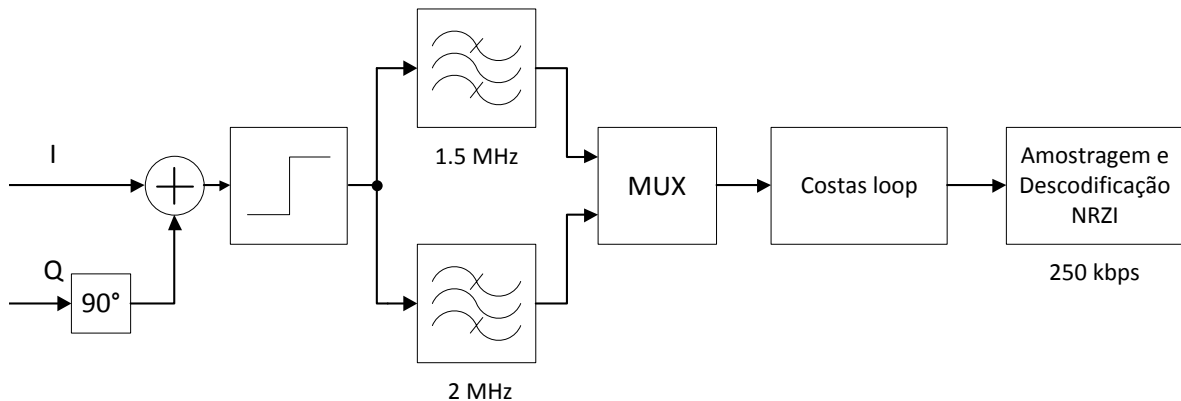 I
Q
90°
1.5 MHz
2 MHz
MUX
Costas loop
Amostragem e
Descodificação
NRZI
250 kbps